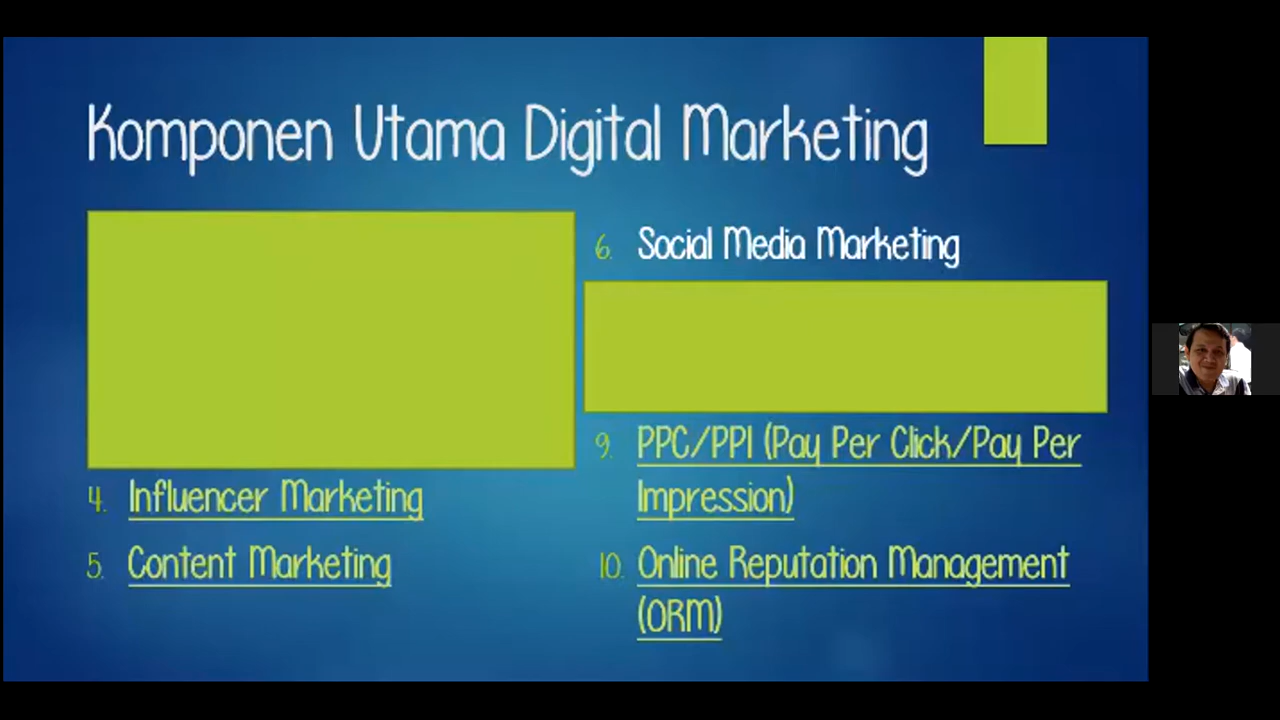 Komponen Utama Digital Marketing
4. Influencer Marketing
5. Content Marketing
6. Social Media Marketing
9. PPC/PPI (Pay Per Click/Pay Per
Impression)
10. Online Reputation Management
(ORM)